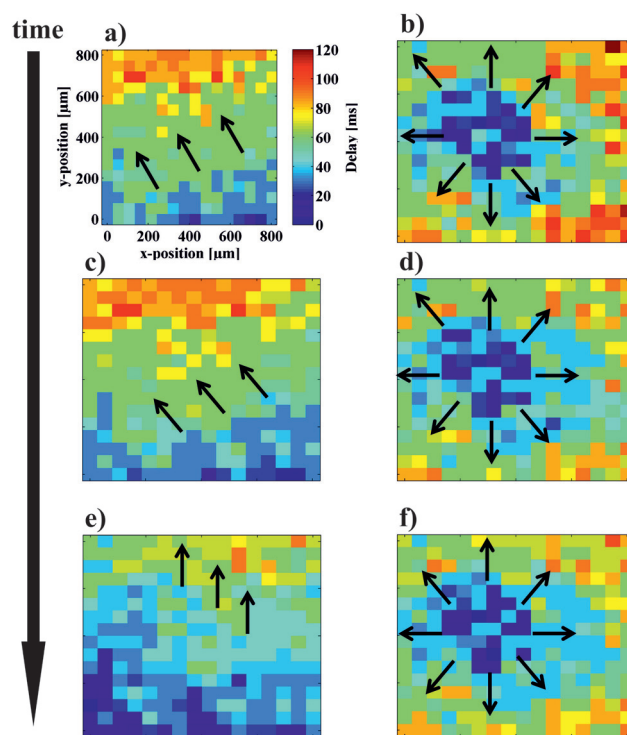 time
a)
b)
800
600
400
200
0
y-position [μm]
0 200 400 600 800
x-position [μm]
120
100
80
60
40
20
0
Delay [ms]
c)
d)
e)
f)